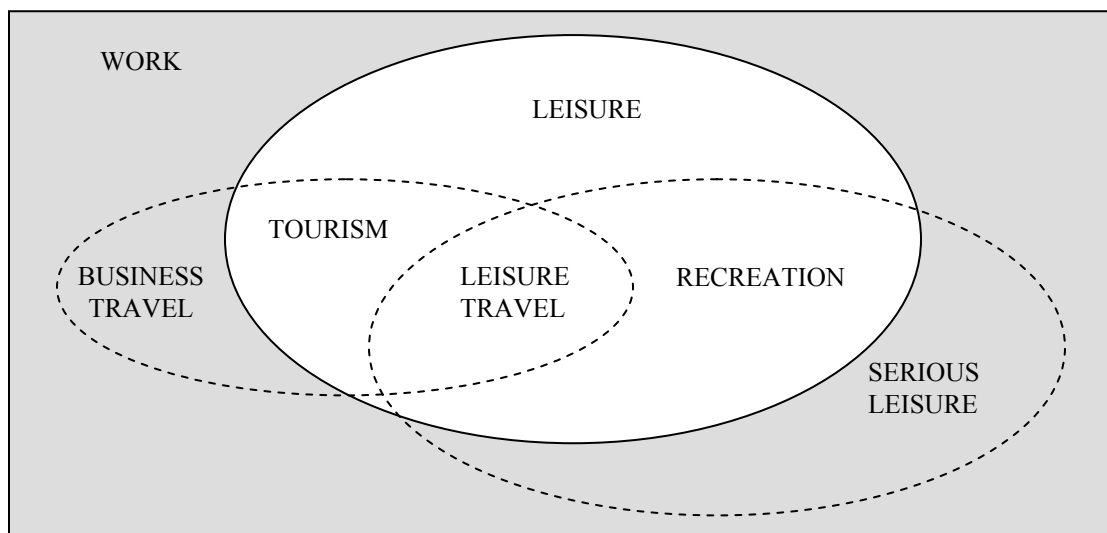 WORK
LEISURE
TOURISM
BUSINESS
TRAVEL
LEISURE
TRAVEL
RECREATION
SERIOUS
LEISURE